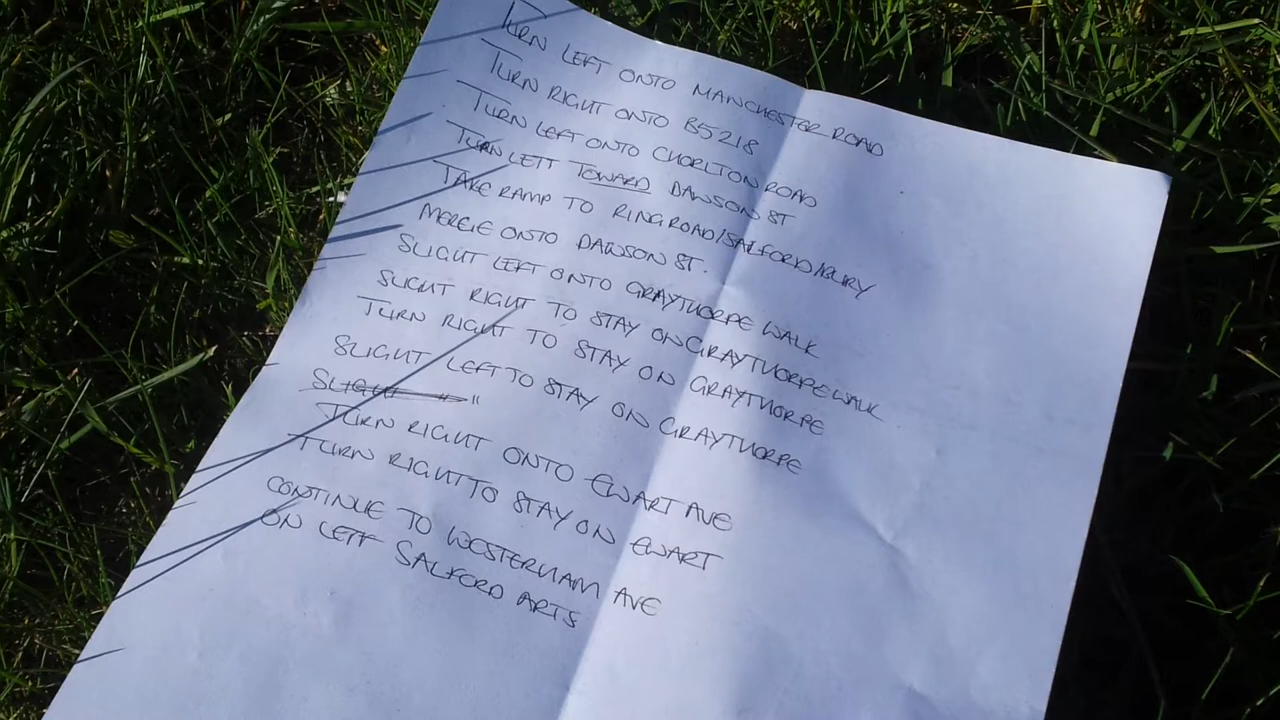 TURN LEFT ONTO MANCHESTER ROAD
TURN RIGHT ONTO B5218
TURN LEFT ONTO CHORLTON ROAD
TURN LEFT TOWARD DAWSON ST
TAKE RAMP TO RING ROAD/SALFORD/BURY
MERGE ONTO DAWSON ST.
SLIGHT LEFT ONTO GRAYTHORPE WALK
SLIGHT RIGHT TO STAY ON GRAYTHORPE WALK
TURN RIGHT TO STAY ON GRAYTHORPE
SLIGHT LEFT TO STAY ON GRAYTHORPE
SLIGHT " "
TURN RIGHT ONTO EWART AVE
TURN RIGHT TO STAY ON EWART
CONTINUE TO WESTERHAM AVE
ON LEFT SALFORD ARTS